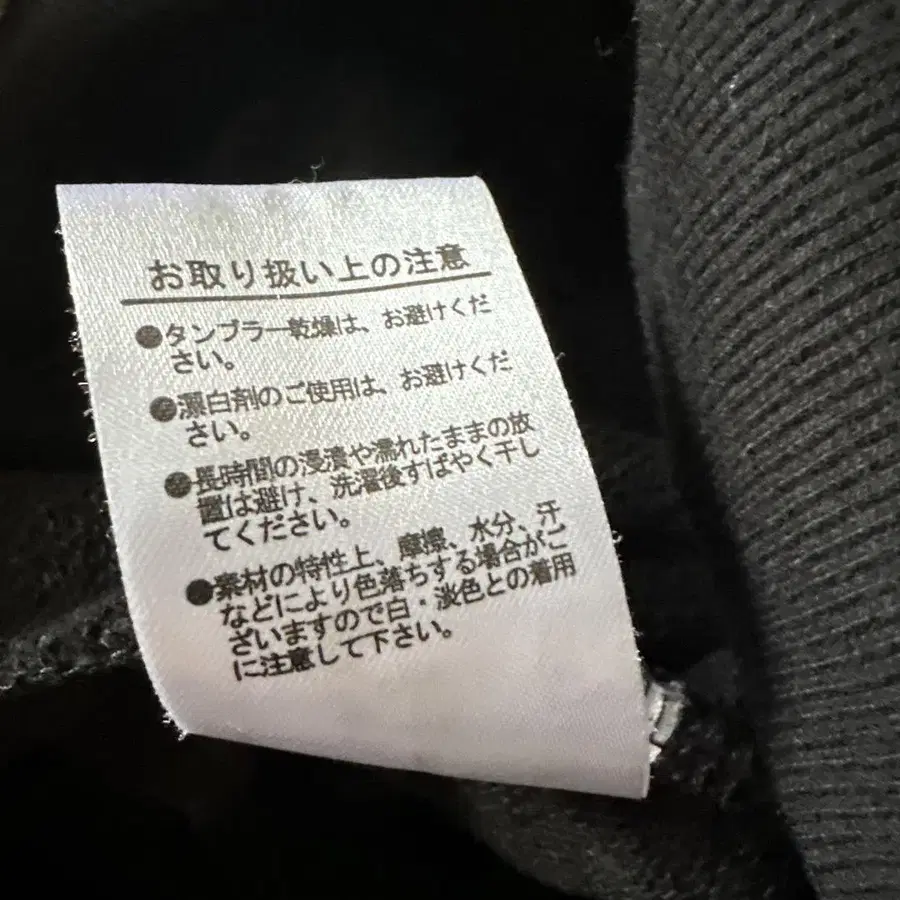 お取り扱い上の注意
●タンブラー乾燥は、お避けくだ
さい。
●漂白剤のご使用は、お避けくだ
さい。
●長時間の浸漬や濡れたままの放
置は避け、洗濯後すばやく干し
てください。
●素材の特性上、摩擦、水分、汗
などにより色落ちする場合がご
ざいますので白・淡色との着用
に注意して下さい。